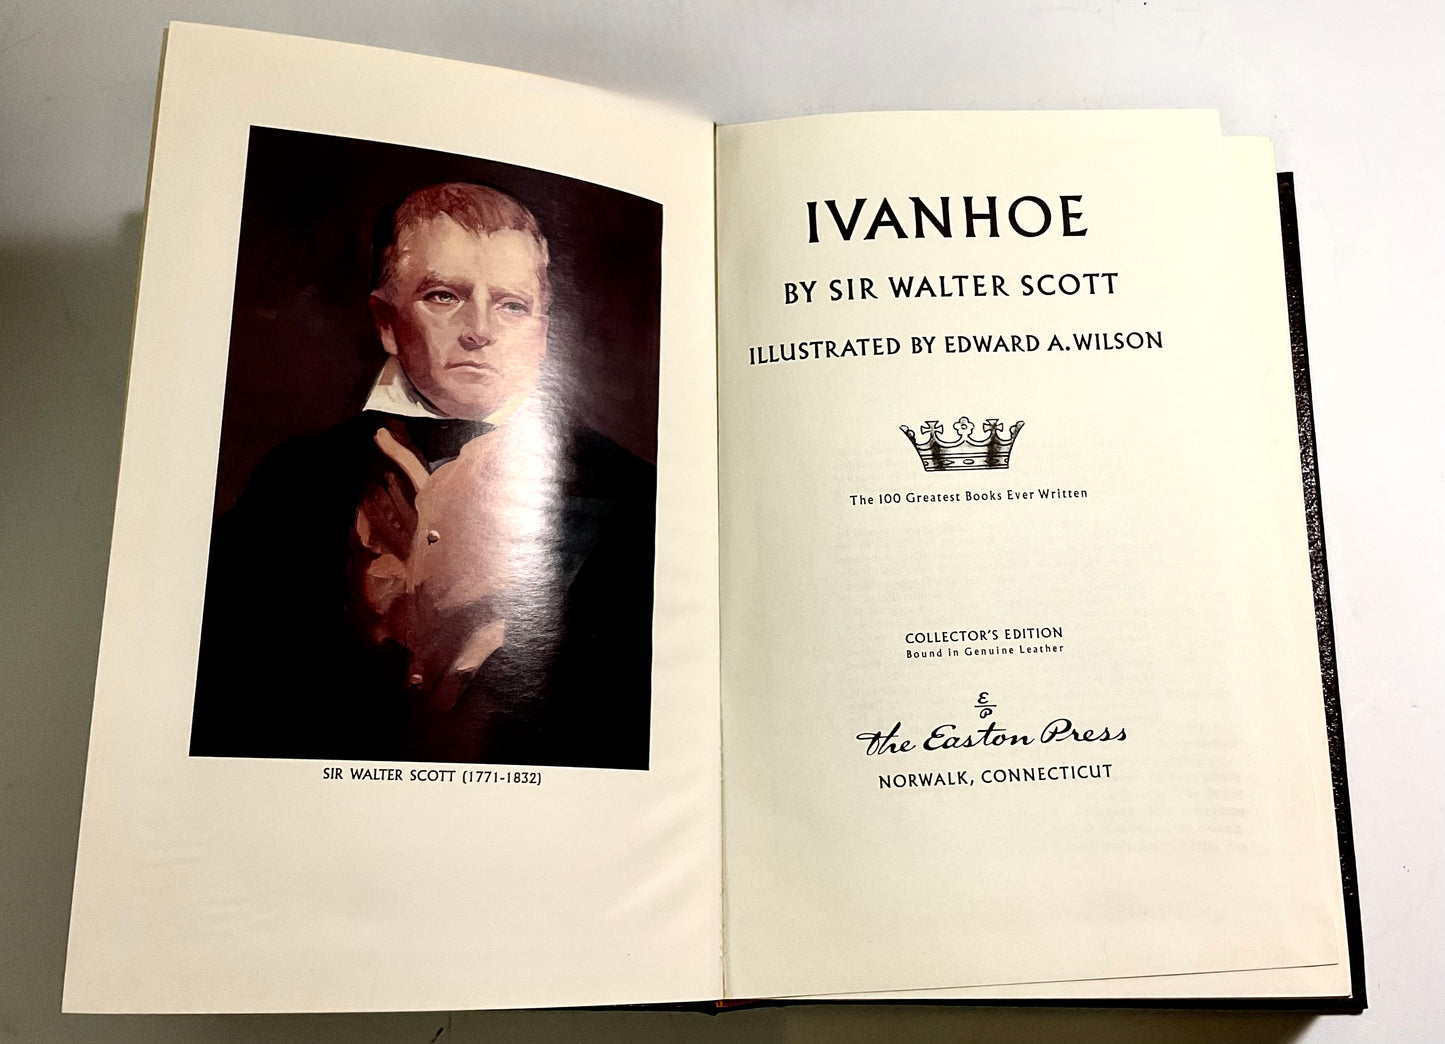 SIR WALTER SCOTT (1771-1832)
IVANHOE
BY SIR WALTER SCOTT
ILLUSTRATED BY EDWARD A. WILSON
The 100 Greatest Books Ever Written
COLLECTOR'S EDITION
Bound in Genuine Leather
E
P
The Easton Press
NORWALK, CONNECTICUT